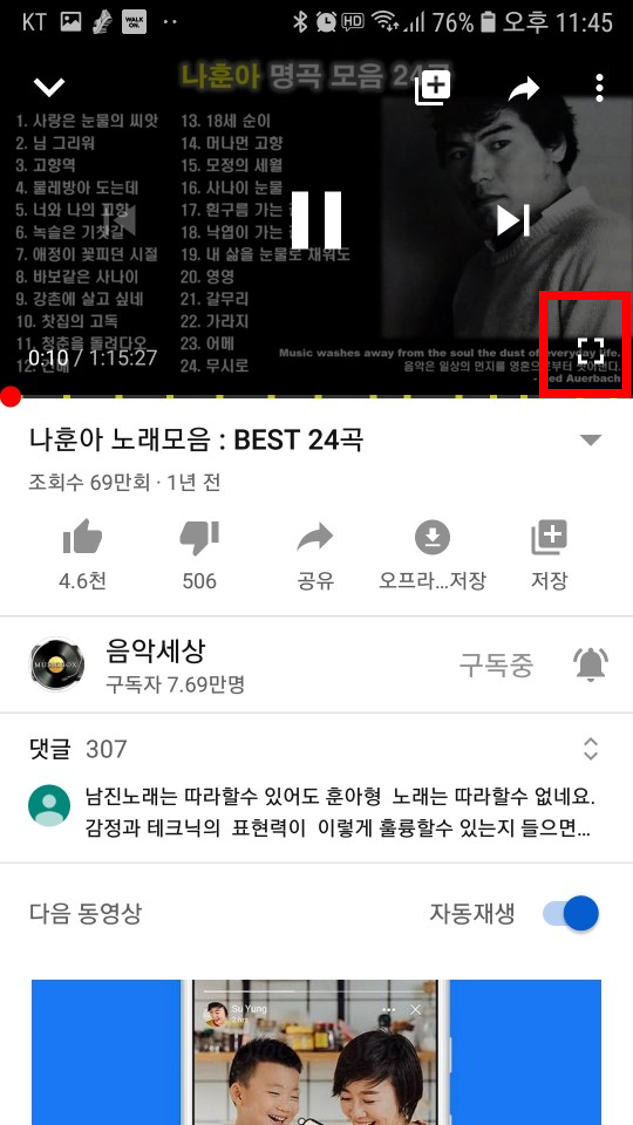 KT
WALK ON.
HD
76%
오후 11:45
나훈아 명곡 모음 24곡
1. 사랑은 눈물의 씨앗
2. 님 그리워
3. 고향역
4. 물레방아 도는데
5. 너와 나의 고향
6. 녹슬은 기찻길
7. 애정이 꽃피던 시절
8. 바보같은 사나이
9. 강촌에 살고 싶네
10. 찻집의 고독
11. 청춘을 돌려다오
12.
13. 18세 순이
14. 머나먼 고향
15. 모정의 세월
16. 사나이 눈물
17. 흰구름 가는
18. 낙엽이 가는
19. 내 삶을 눈물로 채워도
20. 영영
21. 갈무리
22. 가라지
23. 어매
24. 무시로
0:10 / 1:15:27
Music washes away from the soul the dust of everyday life.
음악은 일상의 먼지를 영혼으로부터 씻어낸다.
Red Auerbach
나훈아 노래모음 : BEST 24곡
조회수 69만회 · 1년 전
4.6천
506
공유
오프라...저장
저장
음악세상
구독자 7.69만명
구독중
댓글 307
남진노래는 따라할수 있어도 훈아형 노래는 따라할수 없네요.
감정과 테크닉의 표현력이 이렇게 훌륭할수 있는지 들으면...
다음 동영상
자동재생
Su Yung